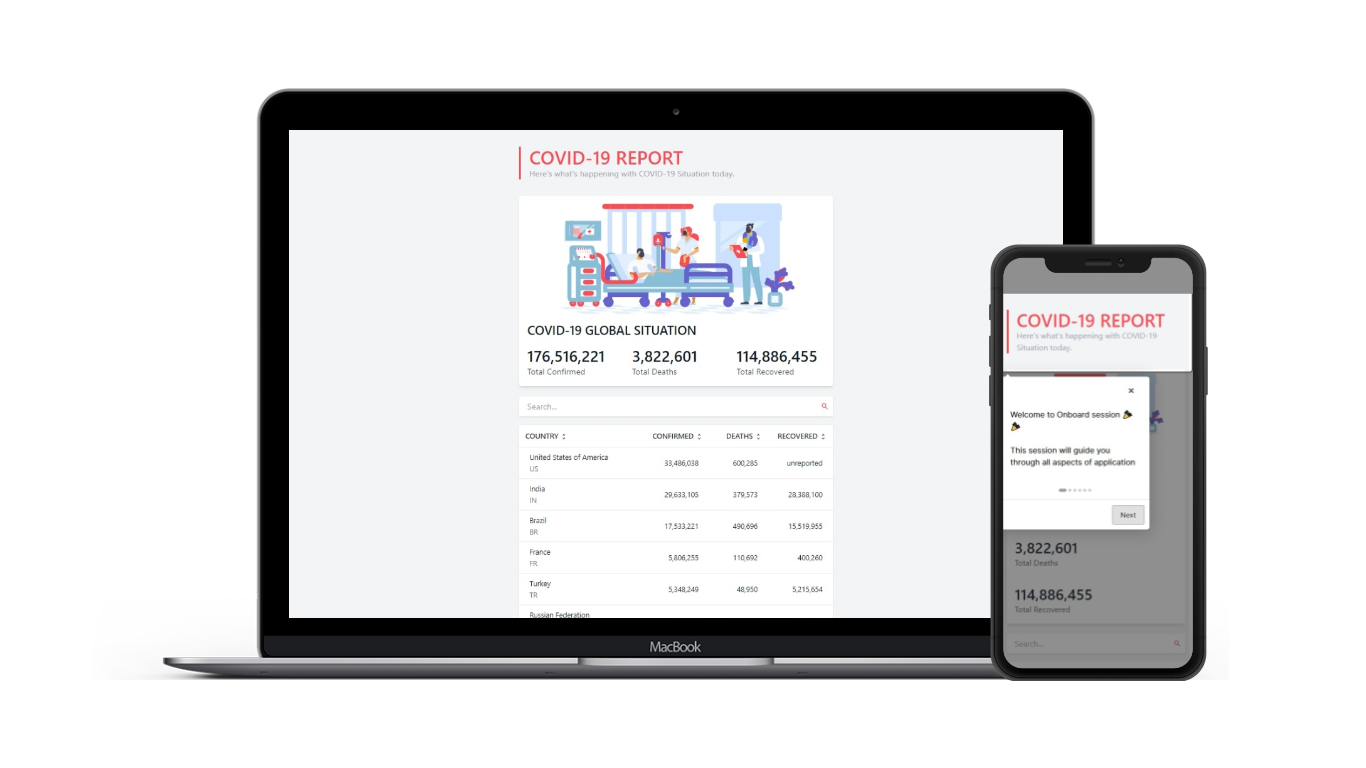 COVID-19 REPORT
Here's what's happening with COVID-19 Situation today.
COVID-19 GLOBAL SITUATION
176,516,221 3,822,601 114,886,455
Total Confirmed Total Deaths Total Recovered
Search...
COUNTRY CONFIRMED DEATHS RECOVERED
United States of America
US
33,486,038 600,285 unreported
India
IN
29,633,105 379,573 28,388,100
Brazil
BR
17,533,221 490,696 15,519,955
France
FR
5,806,255 110,692 400,260
Turkey
TR
5,348,249 48,950 5,215,654
Russian Federation
MacBook
COVID-19 REPORT
Here's what's happening with COVID-19
Situation today.
×
Welcome to Onboard session 🎉
🎉
This session will guide you
through all aspects of application
Next
3,822,601
Total Deaths
114,886,455
Total Recovered
Search...